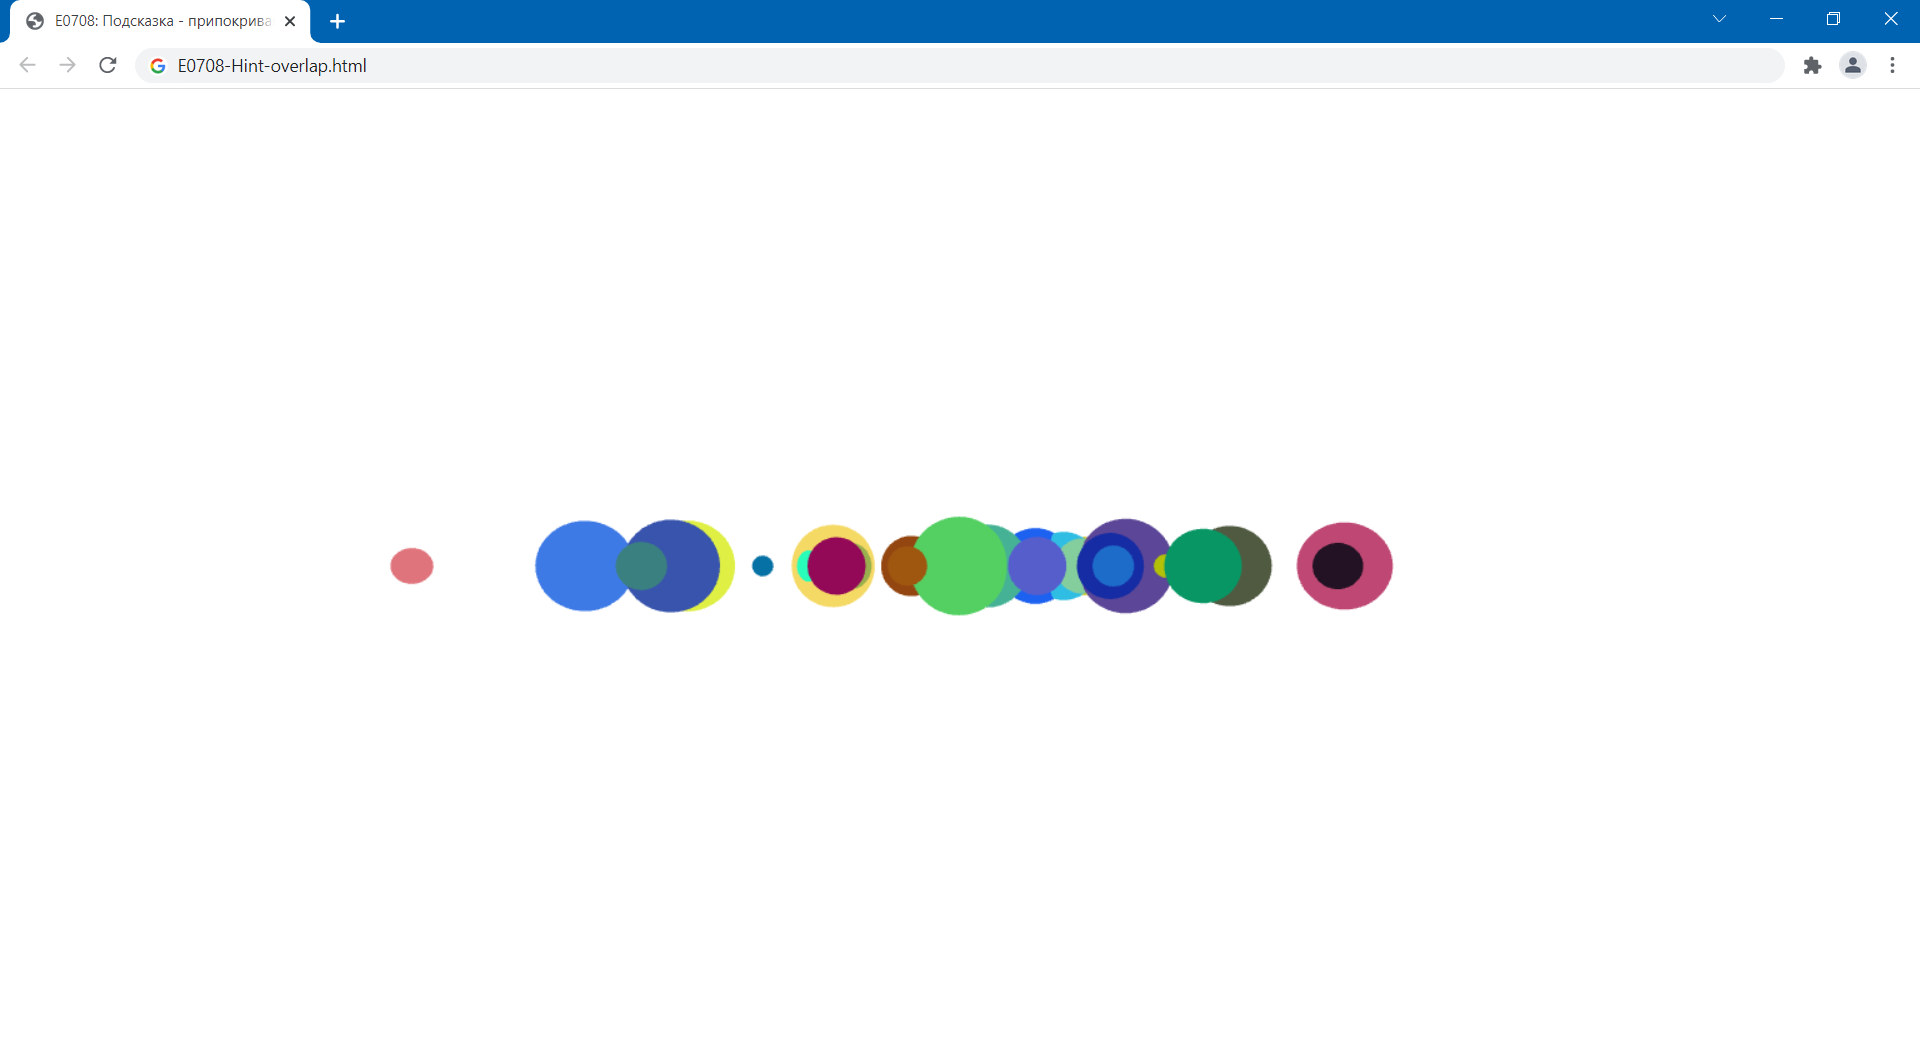 E0708: Подсказка - припокрива
E0708-Hint-overlap.html